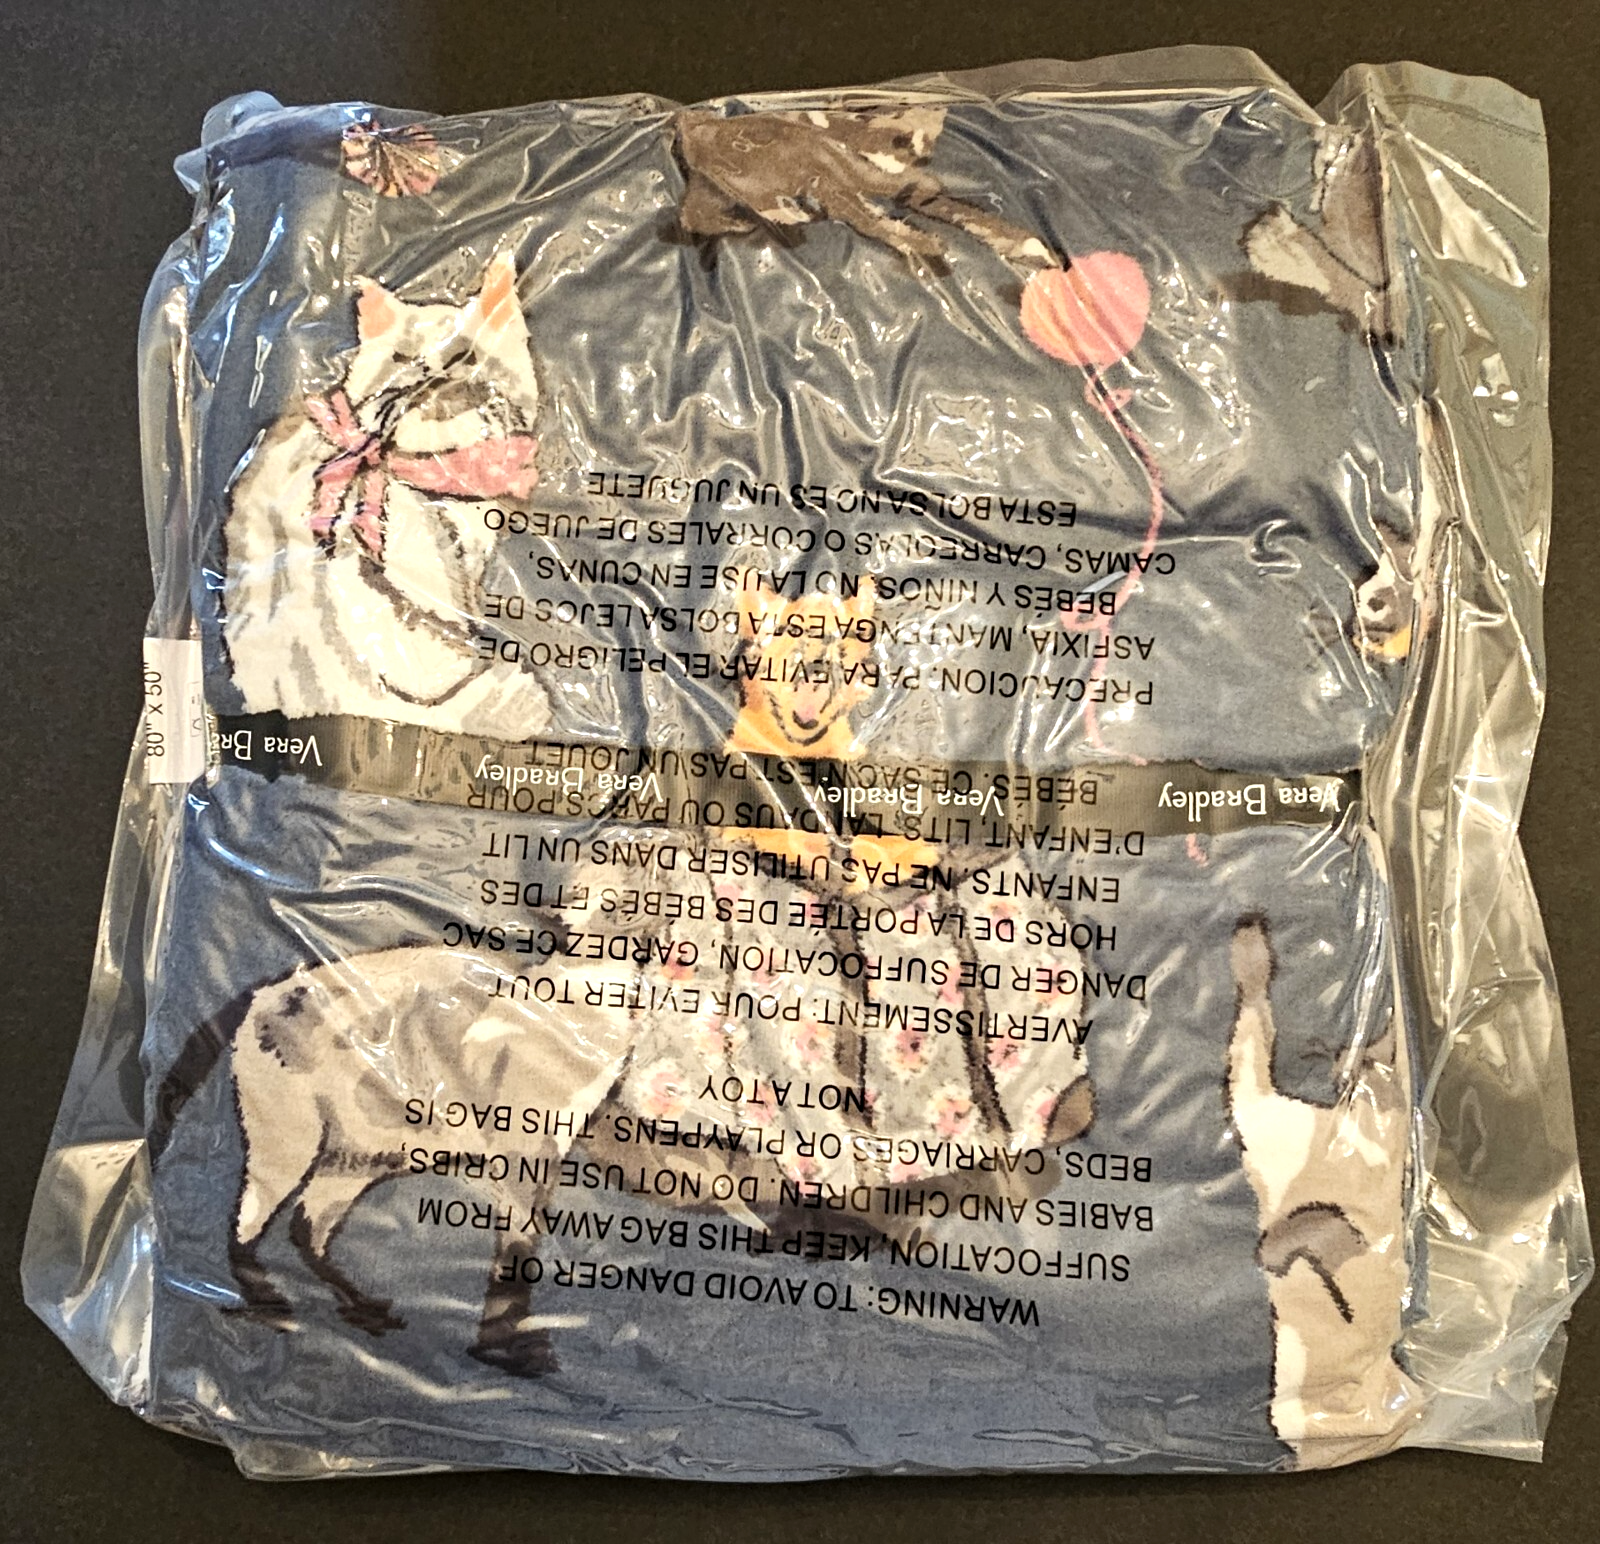 WARNING: TO AVOID DANGER OF
SUFFOCATION, KEEP THIS BAG AWAY FROM
BABIES AND CHILDREN. DO NOT USE IN CRIBS,
BEDS, CARRIAGES OR PLAYPENS. THIS BAG IS
NOT A TOY
AVERTISSEMENT: POUR EVITER TOUT
DANGER DE SUFFOCATION, GARDEZ CE SAC
HORS DE LA PORTÉE DES BÉBÉS ET DES
ENFANTS. NE PAS UTILISER DANS UN LIT
D'ENFANT, LITS, LANDAUS OU PARCS POUR
BÉBÉS. CE SAC N'EST PAS UN JOUET.
Vera Bradley Vera Bradley Vera Bradley Vera Bra
PRECAUCION. PARA EVITAR EL PELIGRO DE
ASFIXIA, MANTENGA ESTA BOLSA LEJOS DE
BEBÉS Y NIÑOS. NO LA USE EN CUNAS,
CAMAS, CARREOLAS O CORRALES DE JUEGO.
ESTA BOLSA NO ES UN JUGUETE
80" x 50"